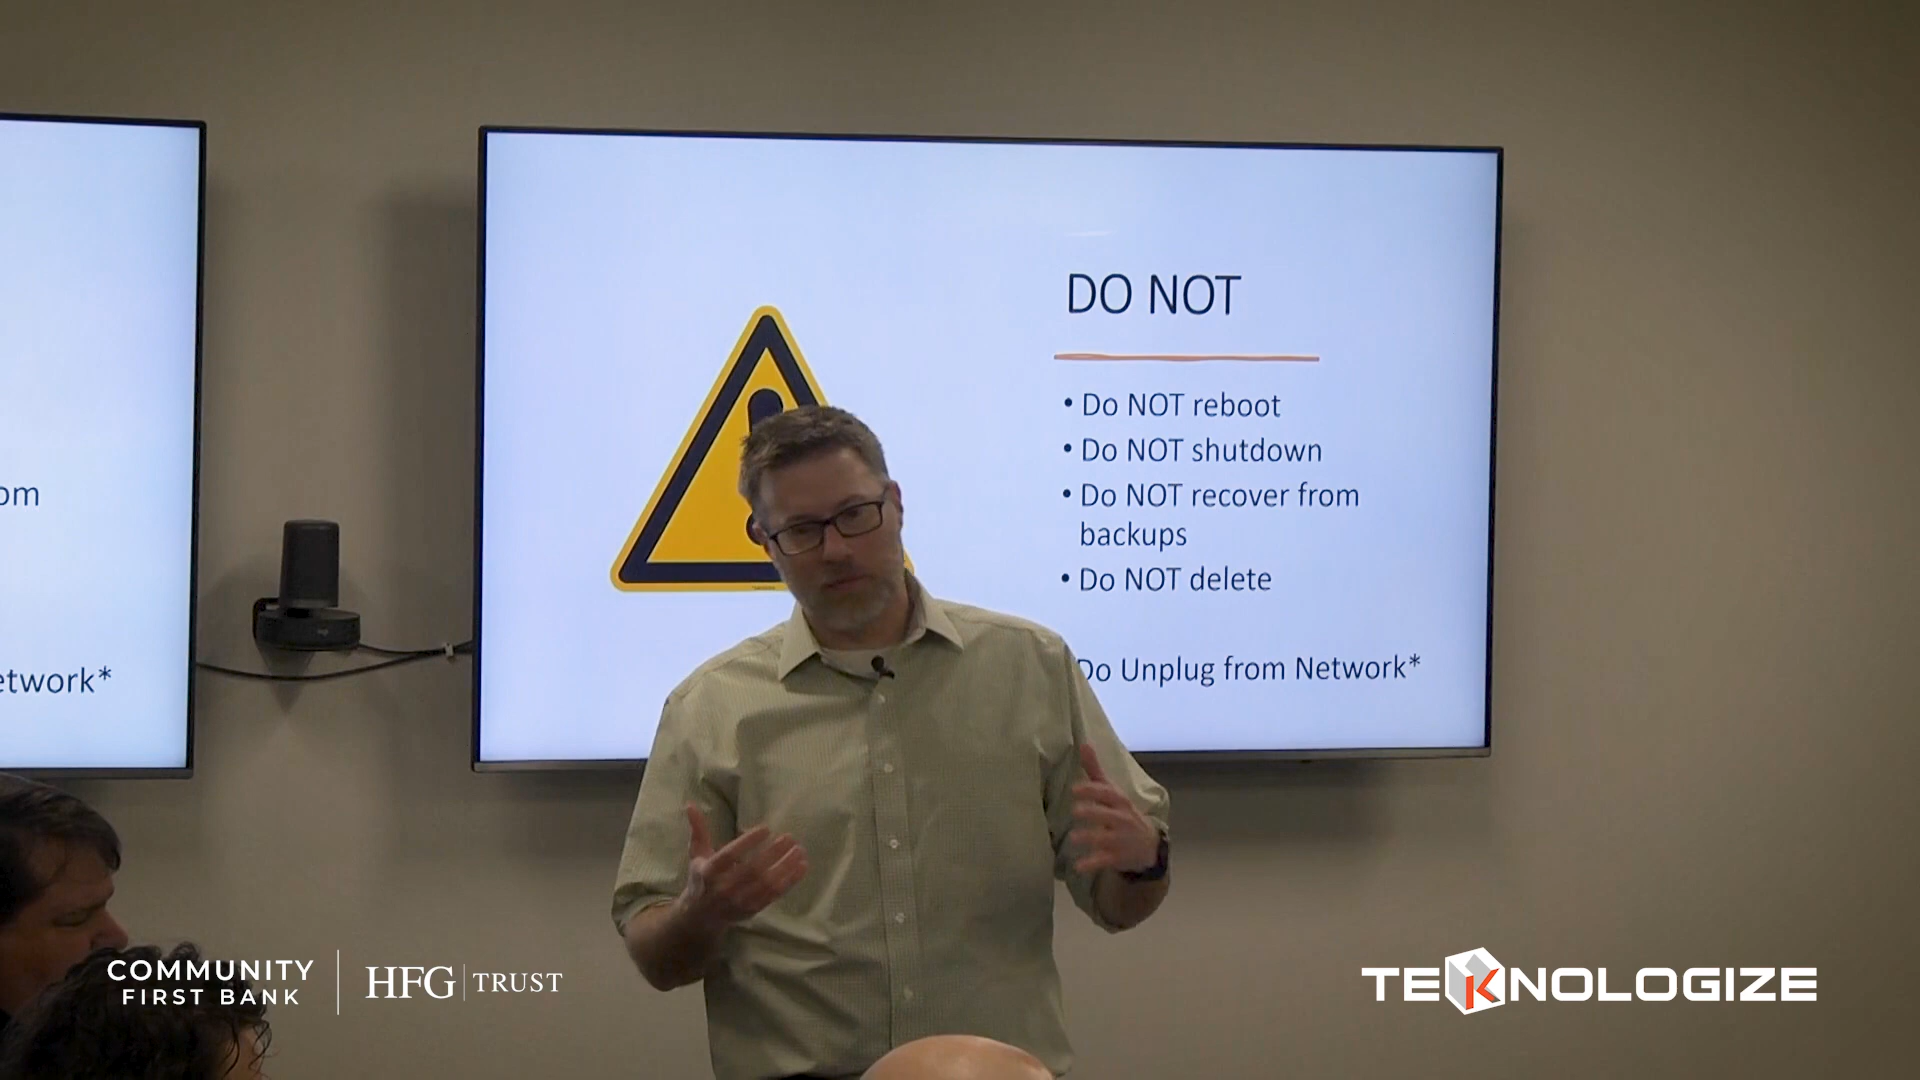 DO NOT
• Do NOT reboot
• Do NOT shutdown
• Do NOT recover from
backups
• Do NOT delete
Do Unplug from Network*
om
etwork*
COMMUNITY
FIRST BANK
HFG TRUST
TEKNOLOGIZE